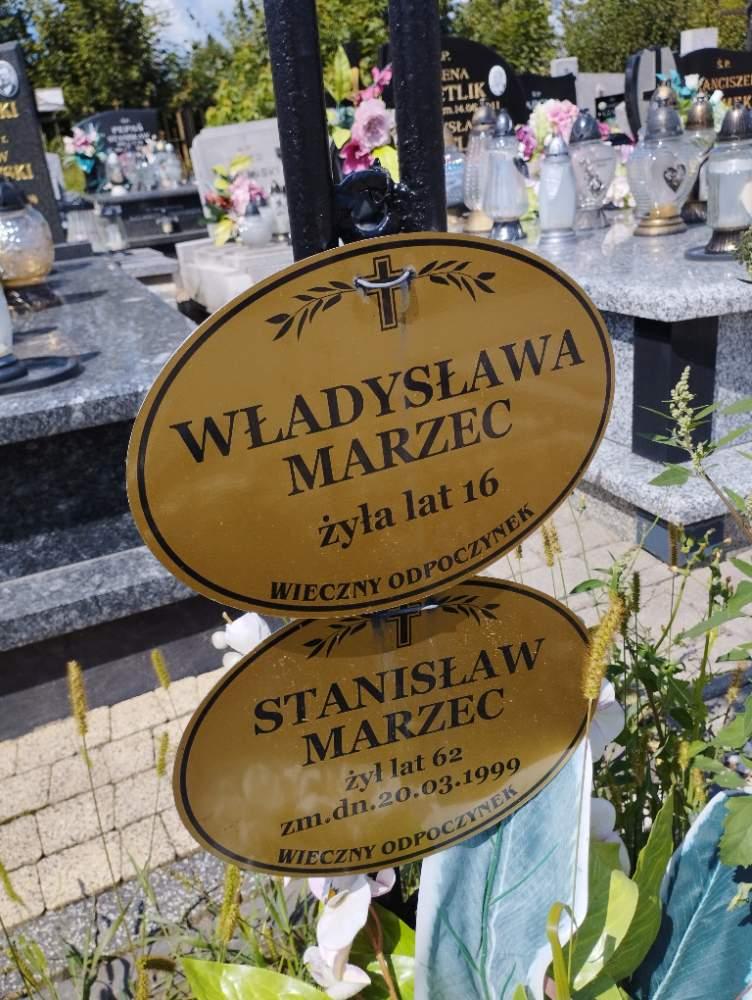 WŁADYSŁAWA
MARZEC
żyła lat 16
WIECZNY ODPOCZYNEK
STANISŁAW
MARZEC
żył lat 62
zm.dn.20.03.1999
WIECZNY ODPOCZYNEK